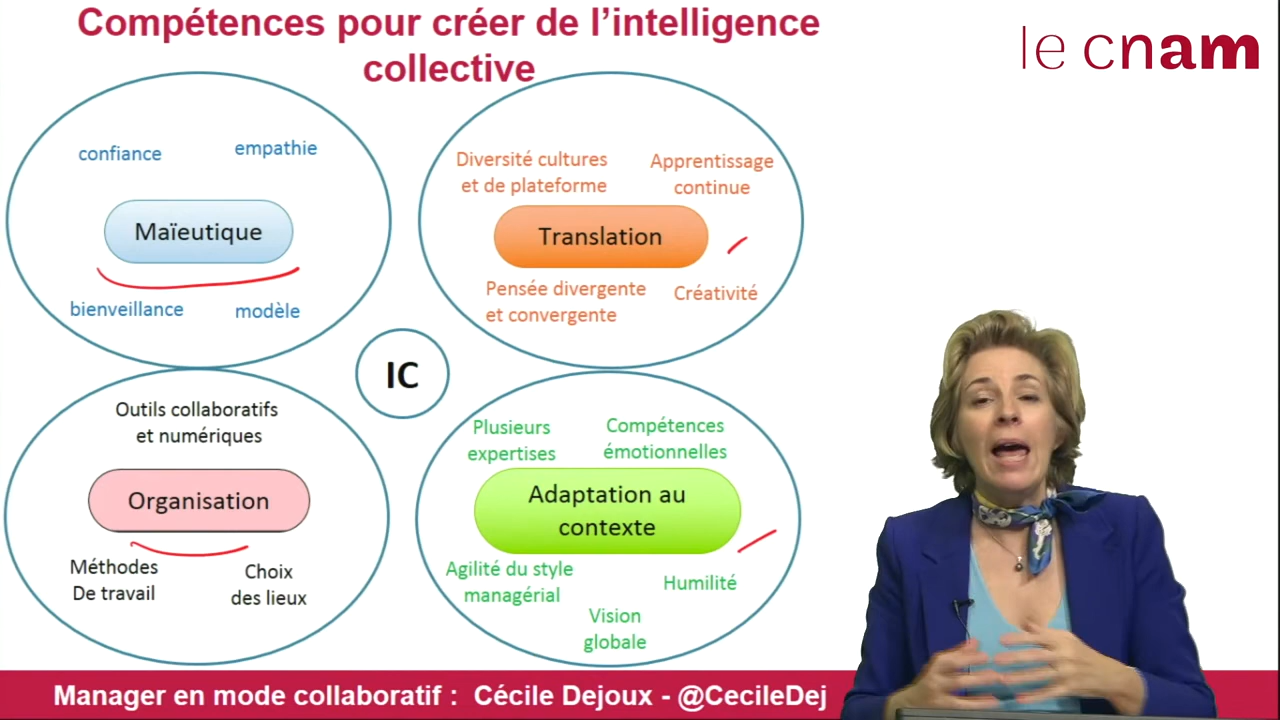 Compétences pour créer de l’intelligence
collective
le cnam
confiance
empathie
Maïeutique
bienveillance
modèle
Diversité cultures
et de plateforme
Apprentissage
continue
Translation
Pensée divergente
et convergente
Créativité
IC
Outils collaboratifs
et numériques
Organisation
Méthodes
De travail
Choix
des lieux
Plusieurs
expertises
Compétences
émotionnelles
Adaptation au
contexte
Agilité du style
managérial
Humilité
Vision
globale
Manager en mode collaboratif : Cécile Dejoux - @CecileDej